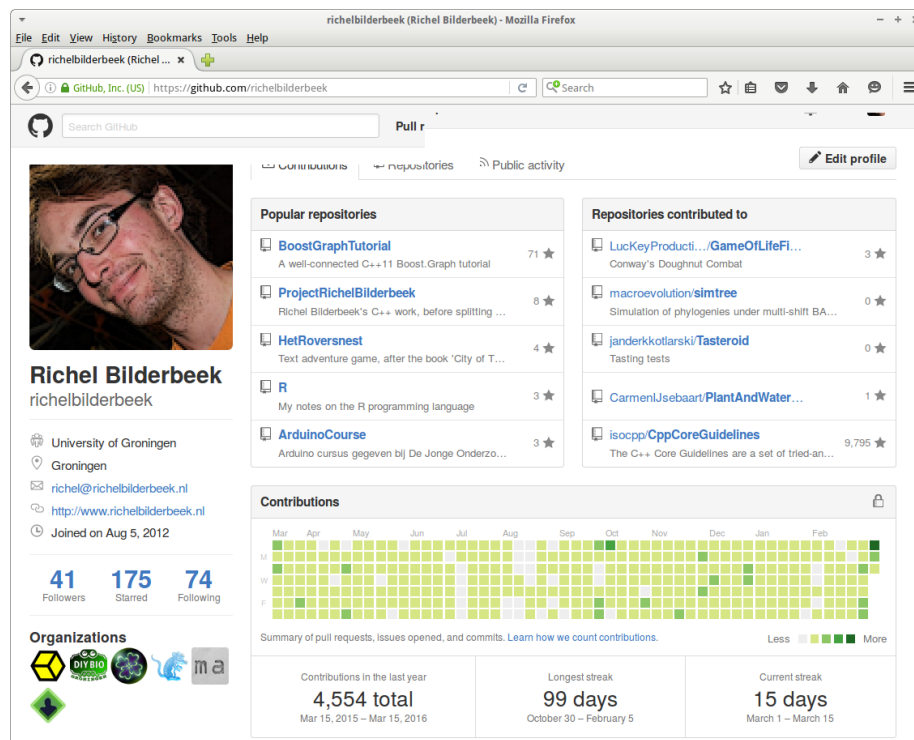 richelbilderbeek (Richel Bilderbeek) - Mozilla Firefox
File Edit View History Bookmarks Tools Help
richelbilderbeek (Richel ...
GitHub, Inc. (US) https://github.com/richelbilderbeek
Search
Search GitHub
Pull r
Contributions Repositories Public activity
Edit profile
Popular repositories
BoostGraphTutorial
71
A well-connected C++11 Boost.Graph tutorial
ProjectRichelBilderbeek
8
Richel Bilderbeek's C++ work, before splitting ...
HetRoversnest
4
Text adventure game, after the book 'City of T...
R
3
My notes on the R programming language
ArduinoCourse
3
Arduino cursus gegeven bij De Jonge Onderzo...
Repositories contributed to
LucKeyProducti.../GameOfLifeFi...
3
Conway's Doughnut Combat
macroevolution/simtree
0
Simulation of phylogenies under multi-shift BA...
janderkkotlarski/Tasteroid
0
Tasting tests
CarmenIJsebaart/PlantAndWater...
1
isocpp/CppCoreGuidelines
9,795
The C++ Core Guidelines are a set of tried-an...
Richel Bilderbeek
richelbilderbeek
University of Groningen
Groningen
richel@richelbilderbeek.nl
http://www.richelbilderbeek.nl
Joined on Aug 5, 2012
41 175 74
Followers Starred Following
Organizations
DIY BIO
ma
Contributions
Mar Apr May Jun Jul Aug Sep Oct Nov Dec Jan Feb
M
W
F
Summary of pull requests, issues opened, and commits. Learn how we count contributions.
Less More
Contributions in the last year
4,554 total
Mar 15, 2015 – Mar 15, 2016
Longest streak
99 days
October 30 – February 5
Current streak
15 days
March 1 – March 15